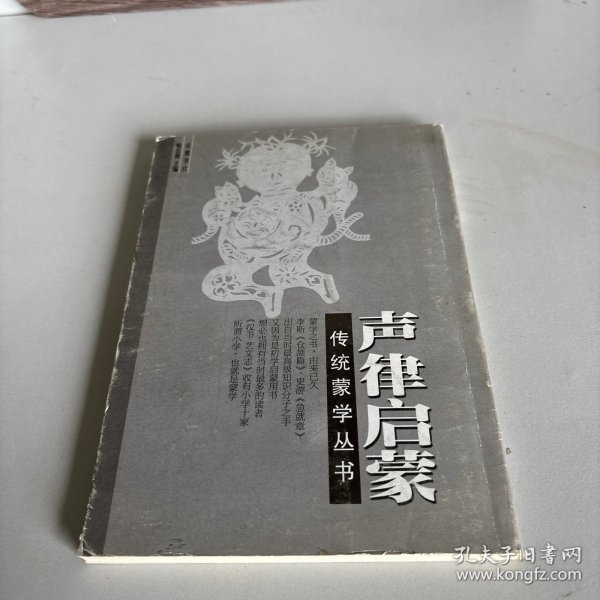 声律启蒙
传统蒙学丛书
蒙学之书，由来已久
李斯《仓颉篇》、史游《急就章》
出自当时最高级知识分子之手
又因为是初学启蒙用书
想必也拥有当时最多的读者
《汉书·艺文志》收有小学十家
所谓小学，也就是蒙学
孔夫子旧书网
www.kongfz.com